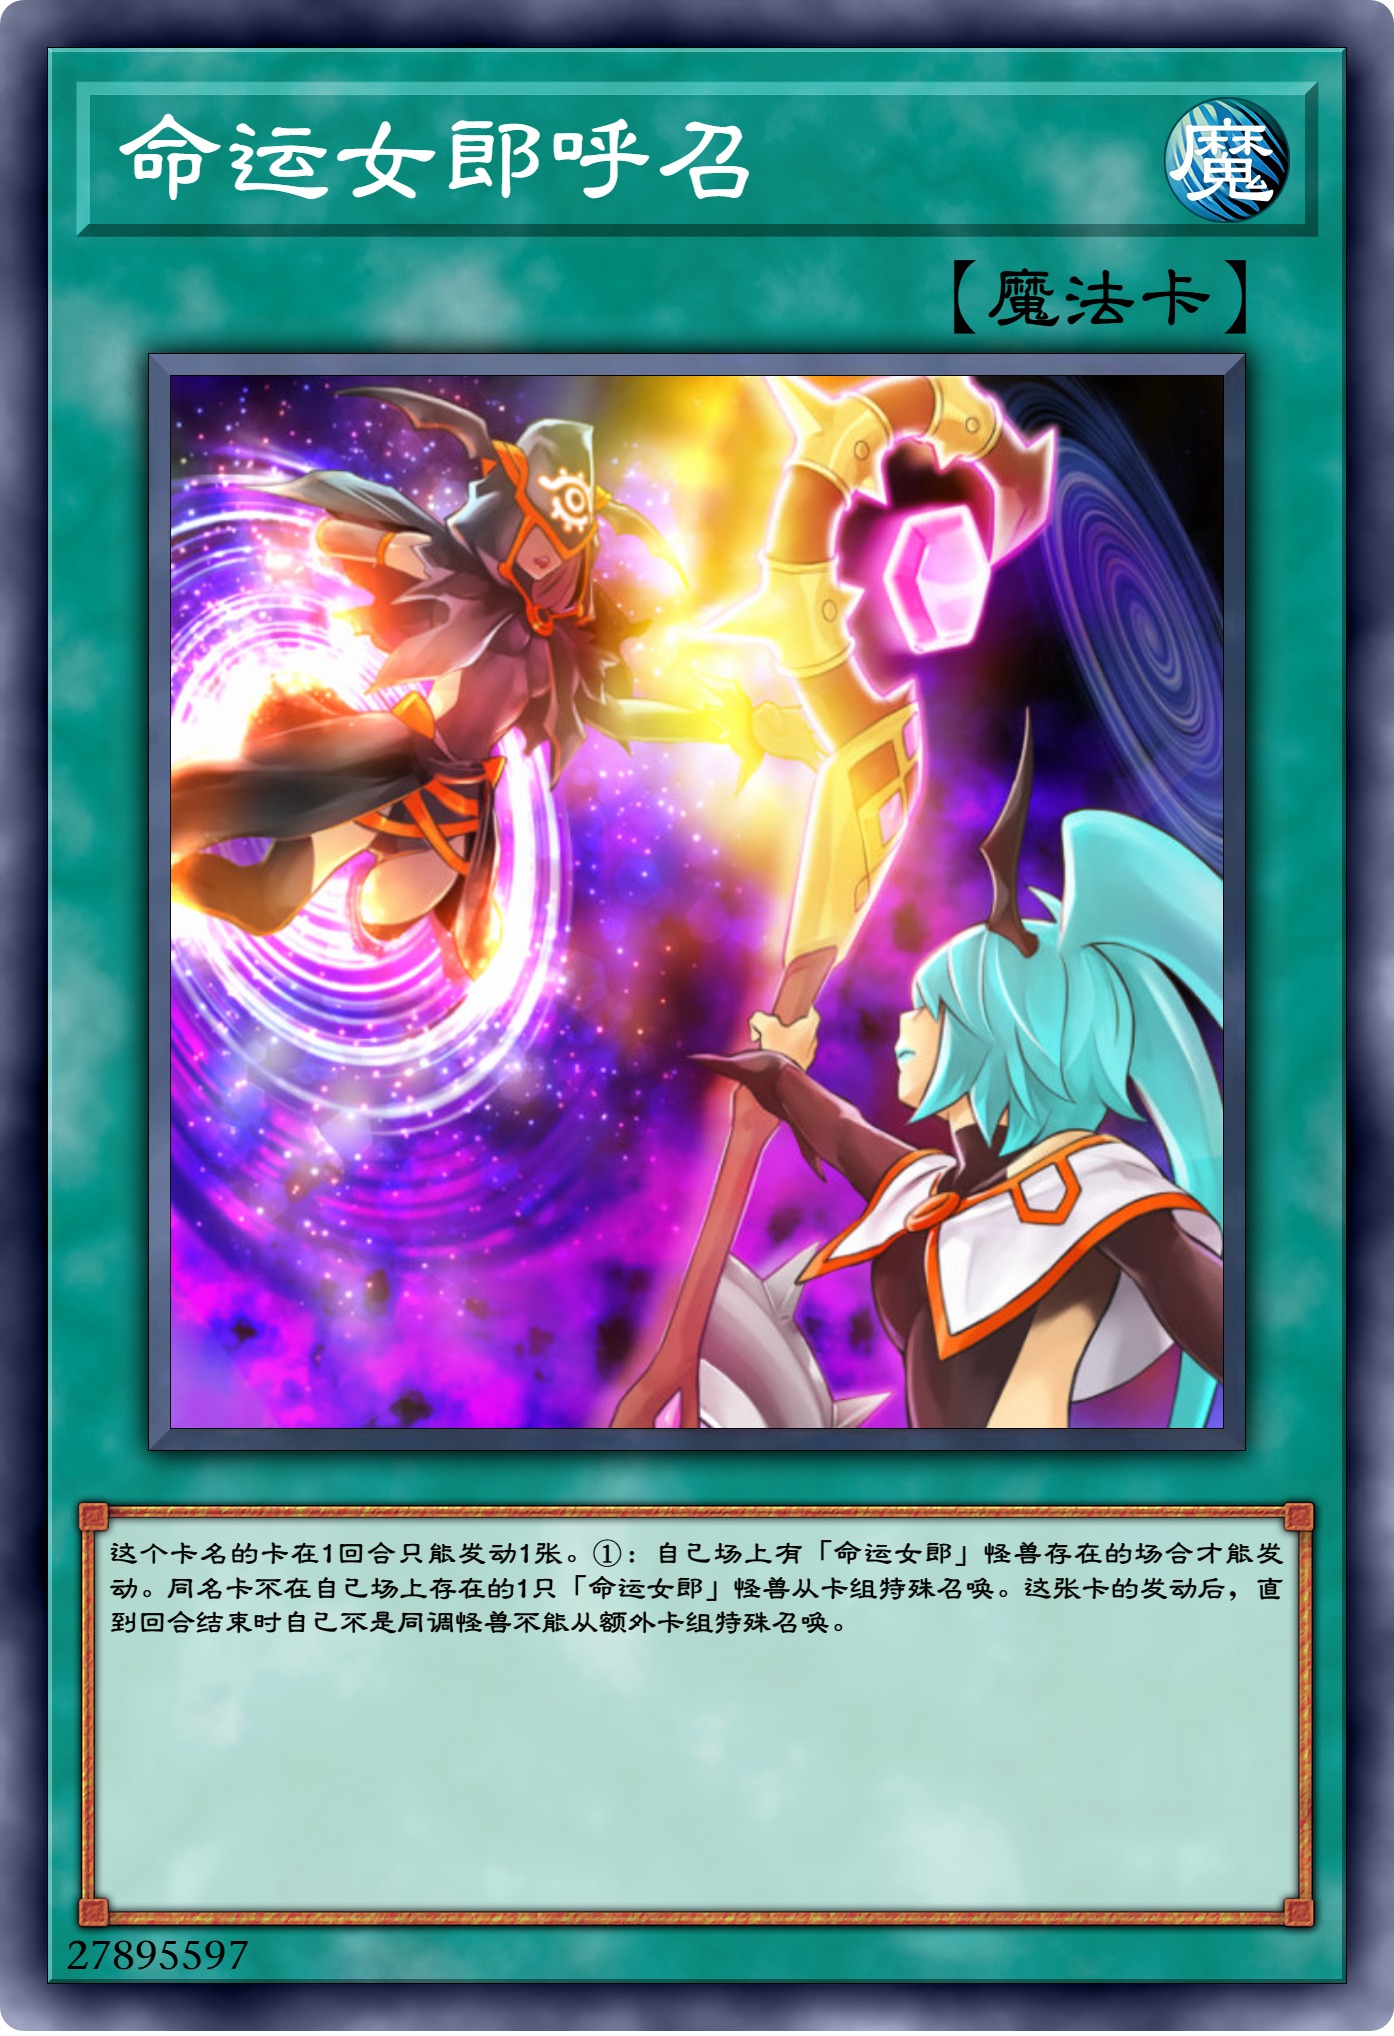 命运女郎呼召
魔
【魔法卡】
这个卡名的卡在1回合只能发动1张。①：自己场上有「命运女郎」怪兽存在的场合才能发
动。同名卡不在自己场上存在的1只「命运女郎」怪兽从卡组特殊召唤。这张卡的发动后，直
到回合结束时自己不是同调怪兽不能从额外卡组特殊召唤。
27895597